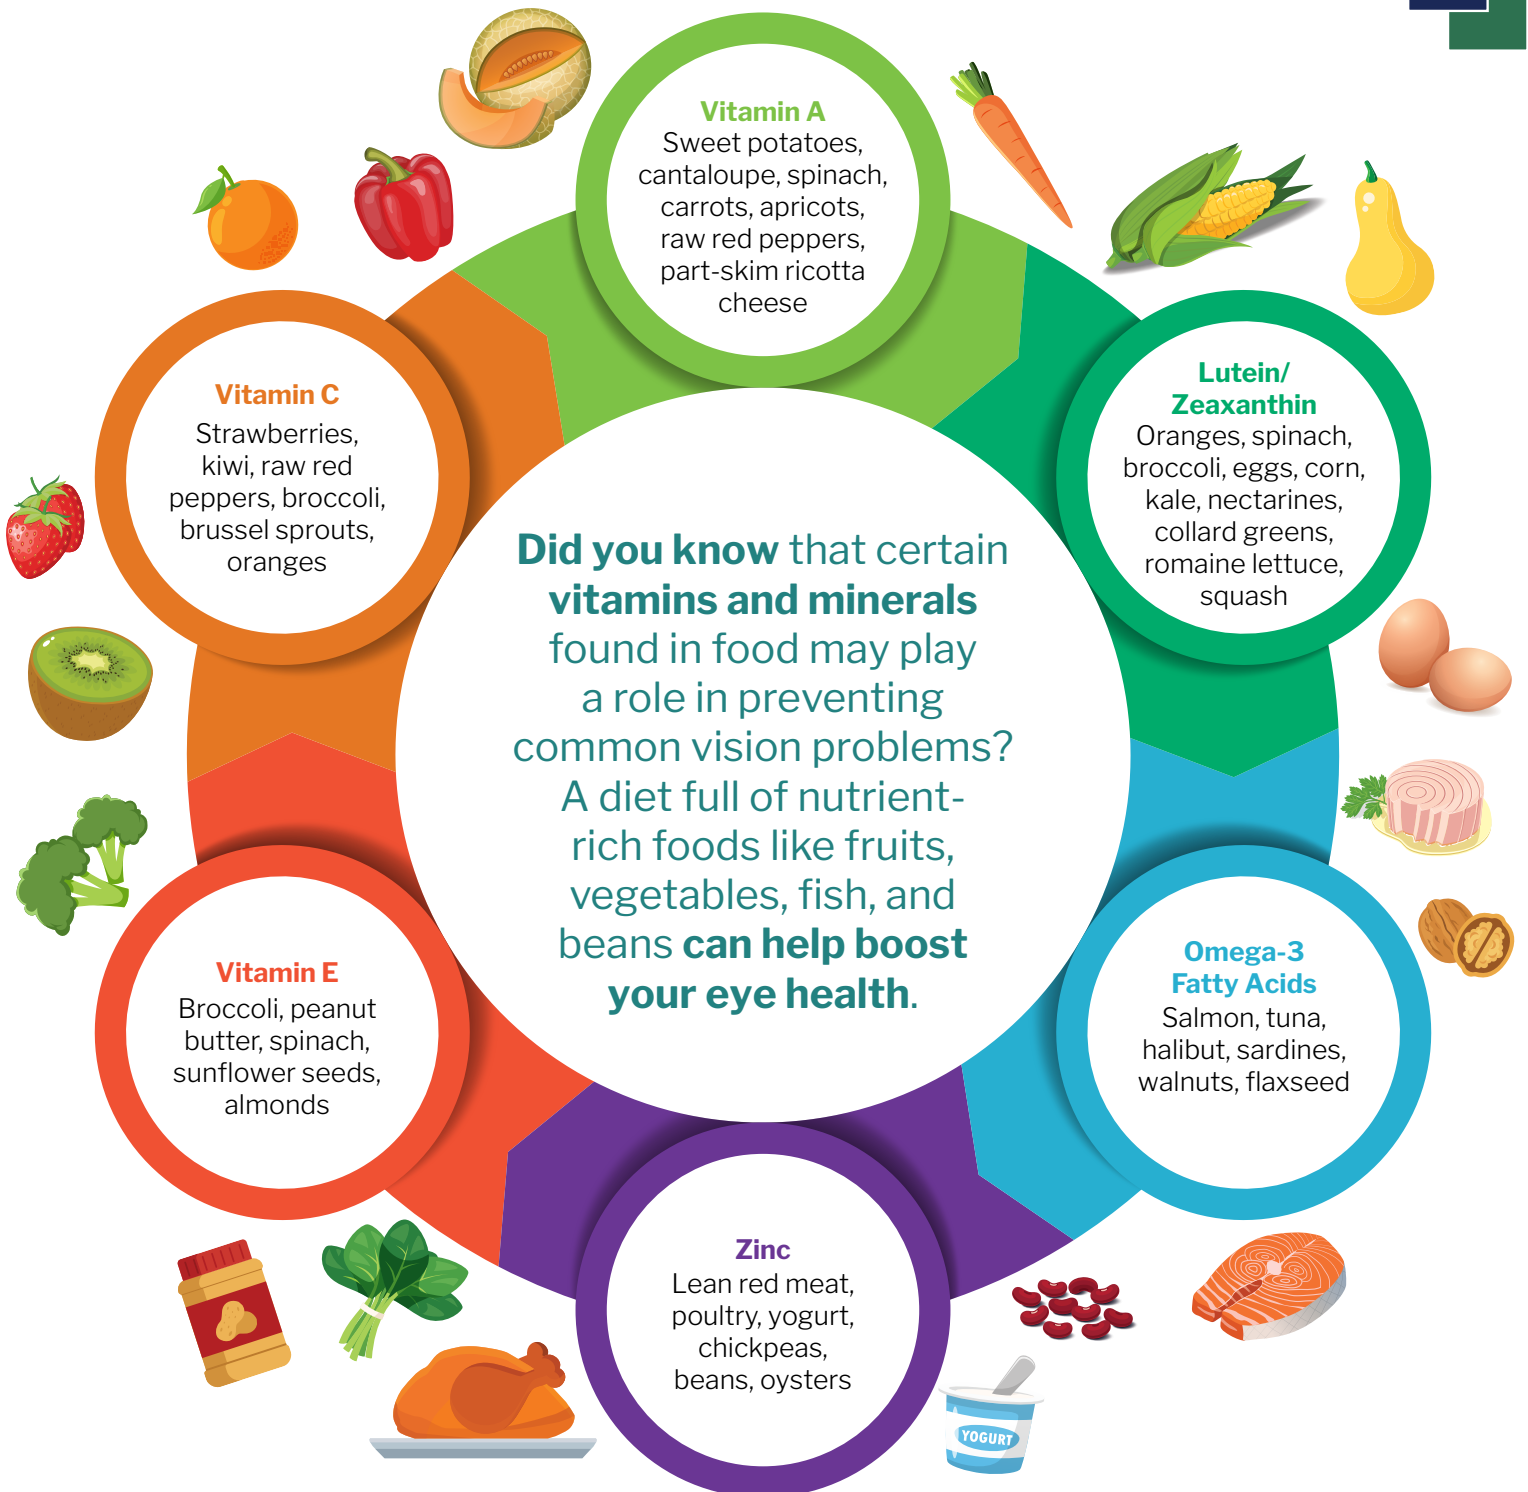 Vitamin A
Sweet potatoes,
cantaloupe, spinach,
carrots, apricots,
raw red peppers,
part-skim ricotta
cheese
Lutein/
Zeaxanthin
Oranges, spinach,
broccoli, eggs, corn,
kale, nectarines,
collard greens,
romaine lettuce,
squash
Omega-3
Fatty Acids
Salmon, tuna,
halibut, sardines,
walnuts, flaxseed
Zinc
Lean red meat,
poultry, yogurt,
chickpeas,
beans, oysters
YOGURT
Vitamin E
Broccoli, peanut
butter, spinach,
sunflower seeds,
almonds
Vitamin C
Strawberries,
kiwi, raw red
peppers, broccoli,
brussel sprouts,
oranges
Did you know that certain
vitamins and minerals
found in food may play
a role in preventing
common vision problems?
A diet full of nutrient-
rich foods like fruits,
vegetables, fish, and
beans can help boost
your eye health.